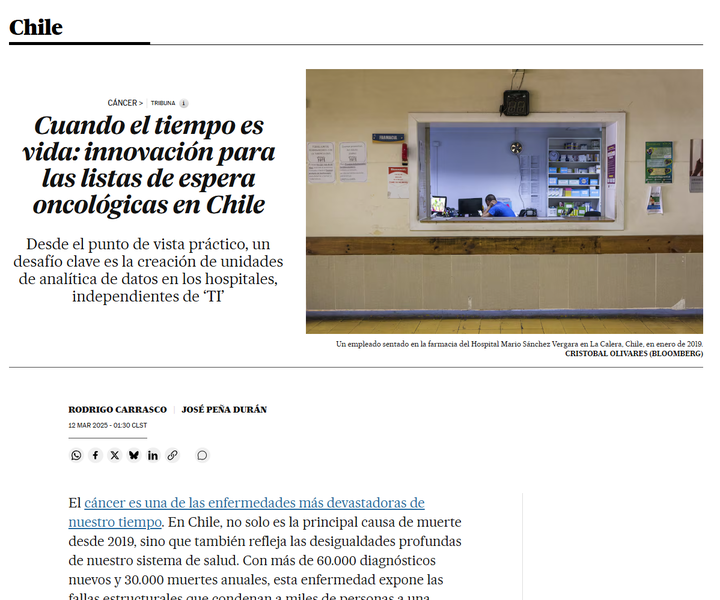 Chile
CÁNCER > TRIBUNA i
Cuando el tiempo es
vida: innovación para
las listas de espera
oncológicas en Chile
Desde el punto de vista práctico, un
desafío clave es la creación de unidades
de analítica de datos en los hospitales,
independientes de ‘TI’
FARMACIA
Un empleado sentado en la farmacia del Hospital Mario Sánchez Vergara en La Calera, Chile, en enero de 2019.
CRISTOBAL OLIVARES (BLOOMBERG)
RODRIGO CARRASCO | JOSÉ PEÑA DURÁN
12 MAR 2025 - 01:30 CLST
El cáncer es una de las enfermedades más devastadoras de
nuestro tiempo. En Chile, no solo es la principal causa de muerte
desde 2019, sino que también refleja las desigualdades profundas
de nuestro sistema de salud. Con más de 60.000 diagnósticos
nuevos y 30.000 muertes anuales, esta enfermedad expone las
fallas estructurales que condenan a miles de personas a una